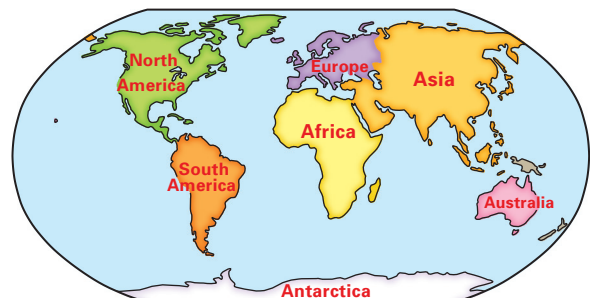 North
America
Europe
Asia
Africa
South
America
Australia
Antarctica